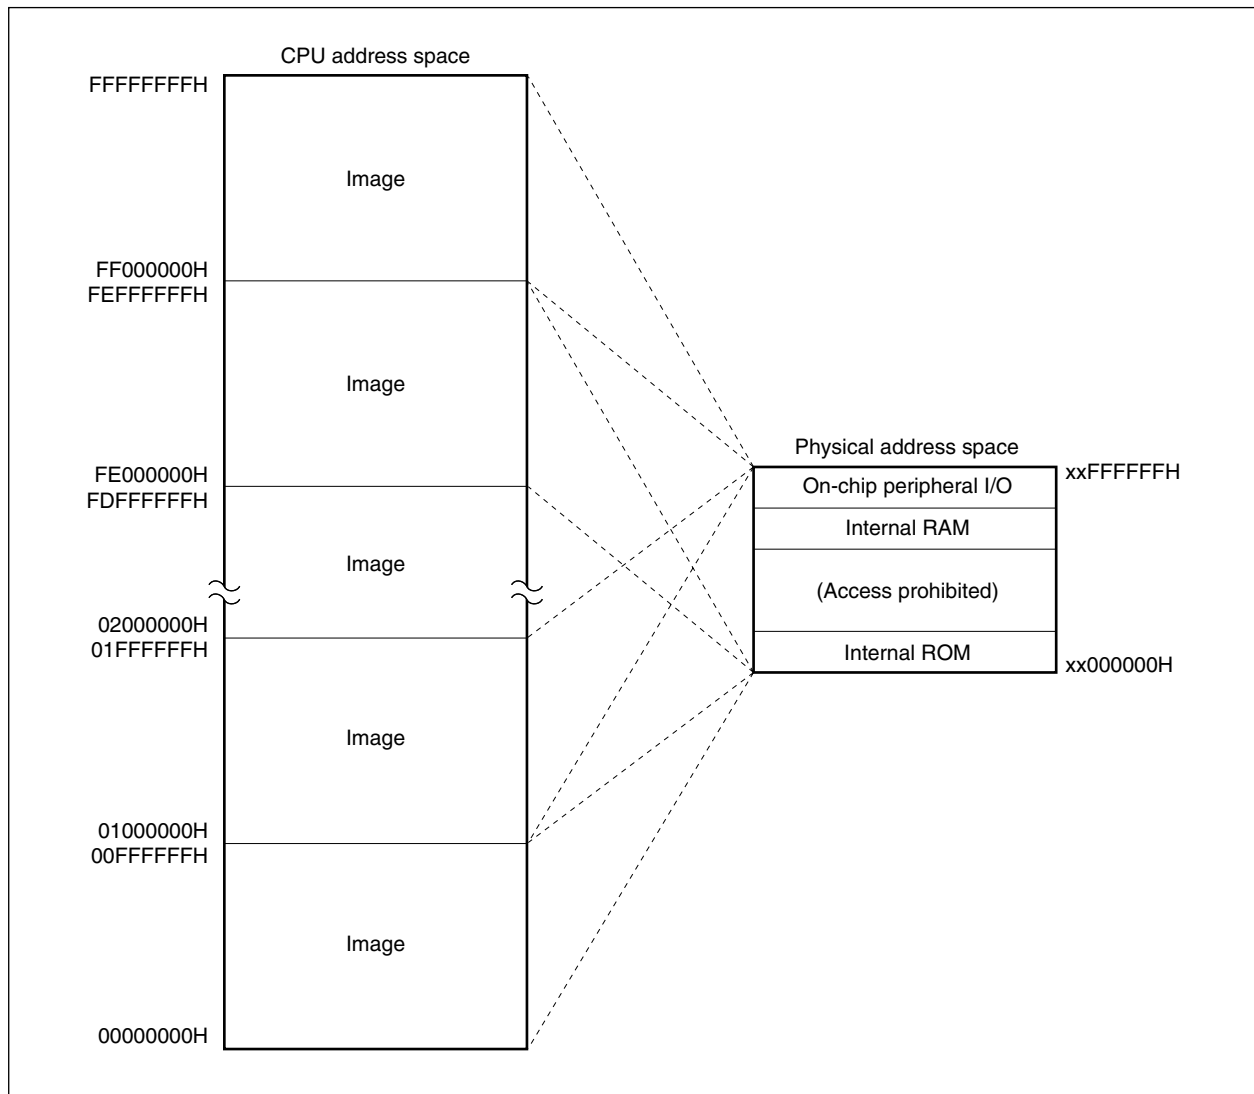 CPU address space
FFFFFFFFH
Image
FF000000H
FEFFFFFFH
Image
FE000000H
FDFFFFFFH
Image
02000000H
01FFFFFFH
Image
01000000H
00FFFFFFH
Image
00000000H
Physical address space
xxFFFFFFH
On-chip peripheral I/O
Internal RAM
(Access prohibited)
Internal ROM
xx000000H